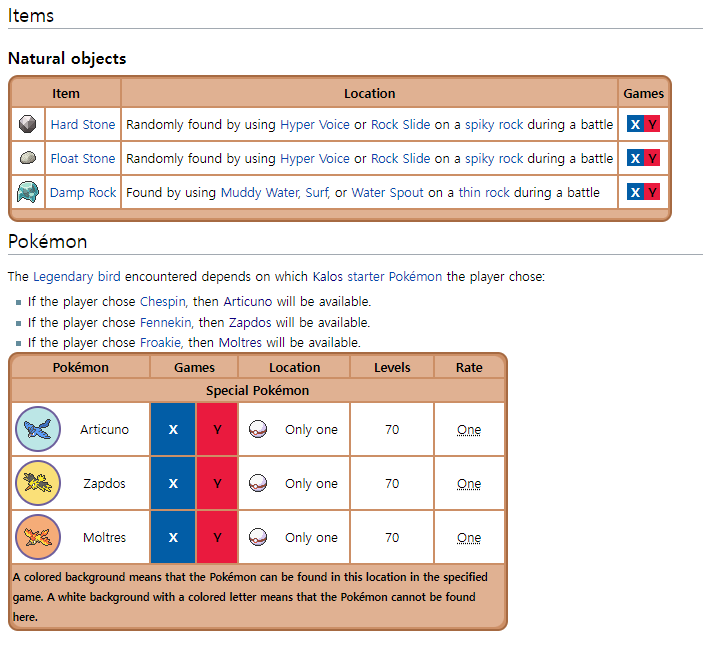 Items
Natural objects
Item Location Games
Hard Stone Randomly found by using Hyper Voice or Rock Slide on a spiky rock during a battle X Y
Float Stone Randomly found by using Hyper Voice or Rock Slide on a spiky rock during a battle X Y
Damp Rock Found by using Muddy Water, Surf, or Water Spout on a thin rock during a battle X Y
Pokémon
The Legendary bird encountered depends on which Kalos starter Pokémon the player chose:
If the player chose Chespin, then Articuno will be available.
If the player chose Fennekin, then Zapdos will be available.
If the player chose Froakie, then Moltres will be available.
Pokémon Games Location Levels Rate
Special Pokémon
Articuno X Y Only one 70 One
Zapdos X Y Only one 70 One
Moltres X Y Only one 70 One
A colored background means that the Pokémon can be found in this location in the specified
game. A white background with a colored letter means that the Pokémon cannot be found
here.